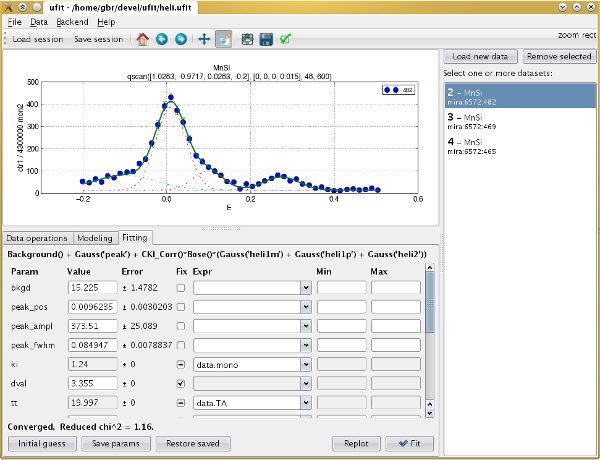 ufit - /home/gbr/devel/ufit/heli.ufit
File Data Backend Help
Load session Save session zoom rect
MnSi
qscan([1.0283, -0.9717, 0.0283, -0.2], [0, 0, 0, 0.015], 48, 600)
482
500
400
300
200
100
0
ctr1 / 4900000 mon2
-0.2 0.0 0.2 0.4 0.6
E
Load new data Remove selected
Select one or more datasets:
2 - MnSi
mira:6572:482
3 - MnSi
mira:6572:469
4 - MnSi
mira:6572:465
Data operations Modeling Fitting
Background() + Gauss('peak') + CKI_Corr()*Bose()*(Gauss('heli1m') + Gauss('heli1p') + Gauss('heli2'))
Param Value Error Fix Expr Min Max
bkgd 15.225 ± 1.4782
peak_pos 0.0096235 ± 0.0030203
peak_ampl 373.51 ± 25.089
peak_fwhm 0.084947 ± 0.0078837
ki 1.24 ± 0 data.mono
dval 3.355 ± 0
tt 19.997 ± 0 data.TA
Converged. Reduced chi^2 = 1.16.
Initial guess Save params Restore saved Replot Fit